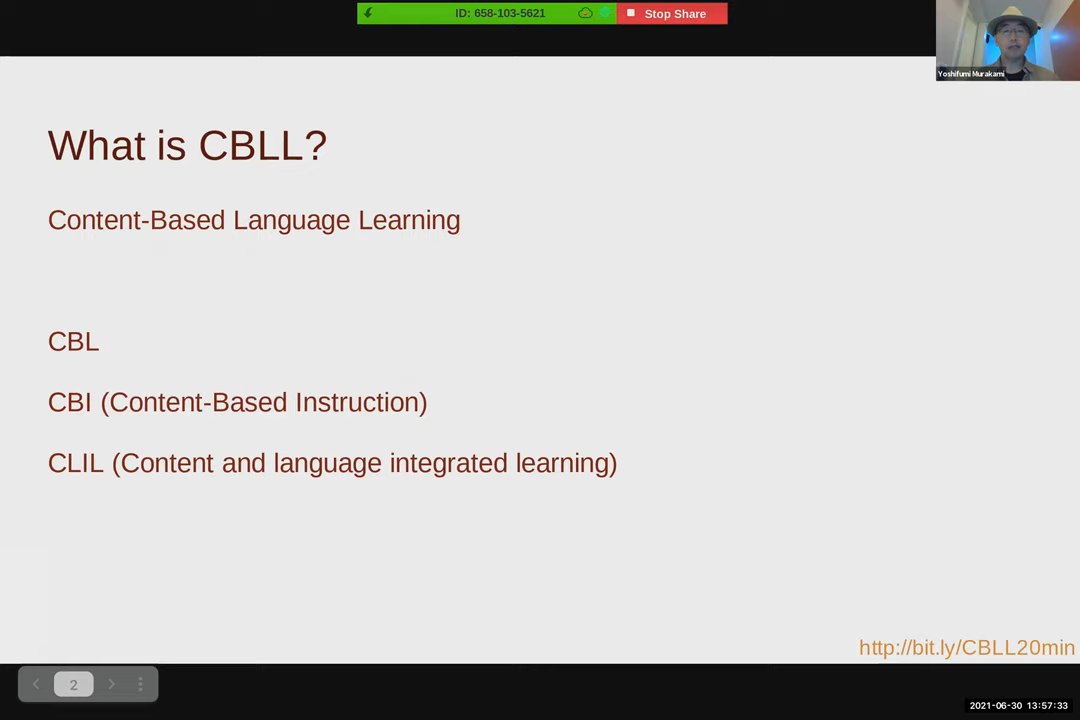 ID: 658-103-5621
Stop Share
Yoshifumi Murakami
What is CBLL?
Content-Based Language Learning
CBL
CBI (Content-Based Instruction)
CLIL (Content and language integrated learning)
http://bit.ly/CBLL20min
2
2021-06-30 13:57:33